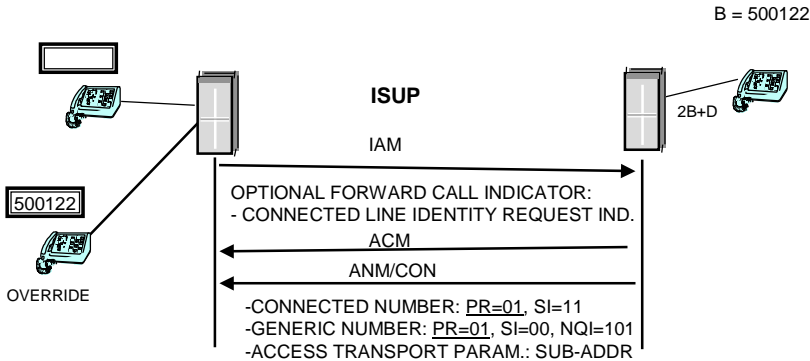 B = 500122
ISUP
2B+D
IAM
OPTIONAL FORWARD CALL INDICATOR:
- CONNECTED LINE IDENTITY REQUEST IND.
500122
ACM
ANM/CON
OVERRIDE
-CONNECTED NUMBER: PR=01, SI=11
-GENERIC NUMBER: PR=01, SI=00, NQI=101
-ACCESS TRANSPORT PARAM.: SUB-ADDR